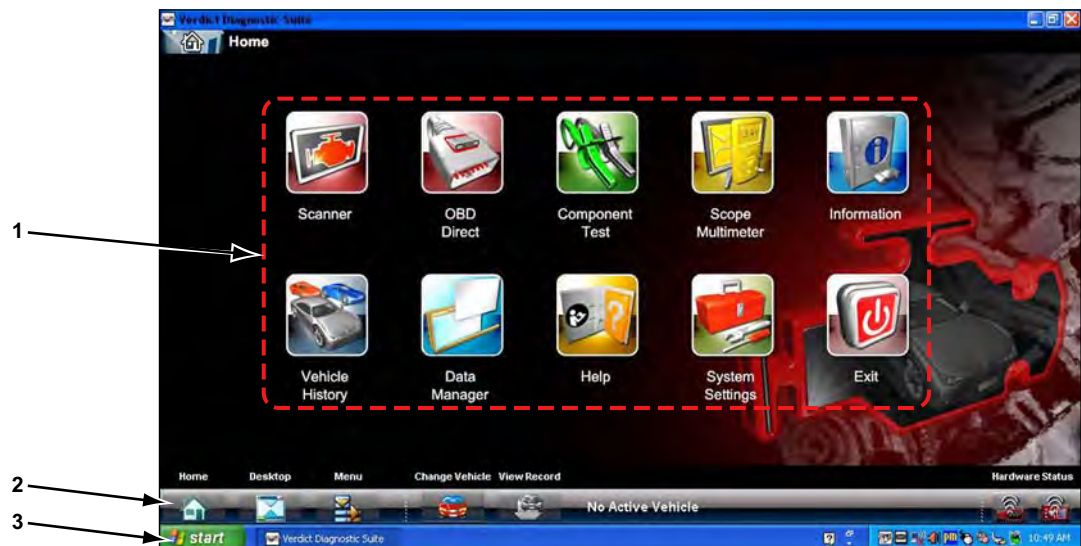 Verdict Diagnostic Suite
Home
Scanner
OBD Direct
Component Test
Scope Multimeter
Information
1
Vehicle History
Data Manager
Help
System Settings
Exit
Home Desktop Menu Change Vehicle View Record Hardware Status
2
No Active Vehicle
3
start Verdict Diagnostic Suite 10:49 AM